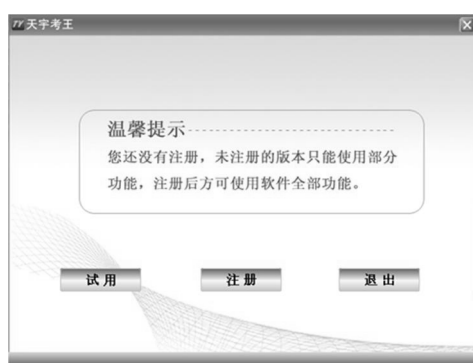 TY 天宇考王
温馨提示
您还没有注册，未注册的版本只能使用部分
功能，注册后方可使用软件全部功能。
试用
注册
退出